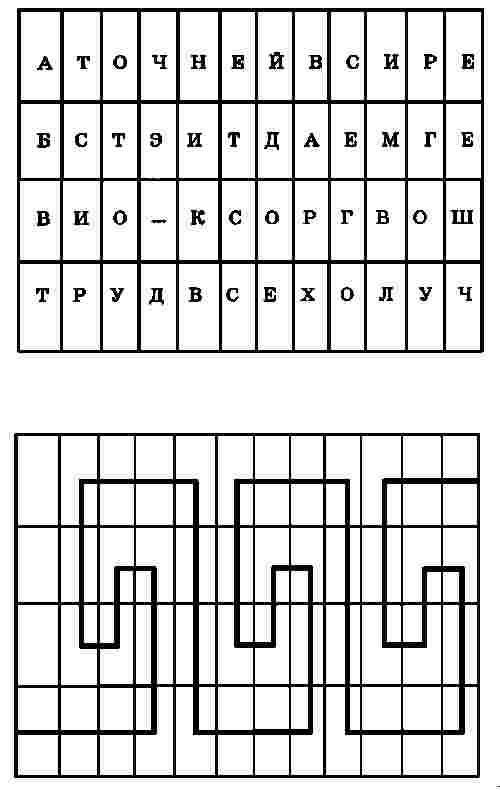 А Т О Ч Н Е Й В С И Р Е
Б С Т Э И Т Д А Е М Г Е
В И О – К С О Р Г В О Ш
Т Р У Д В С Е Х О Л У Ч